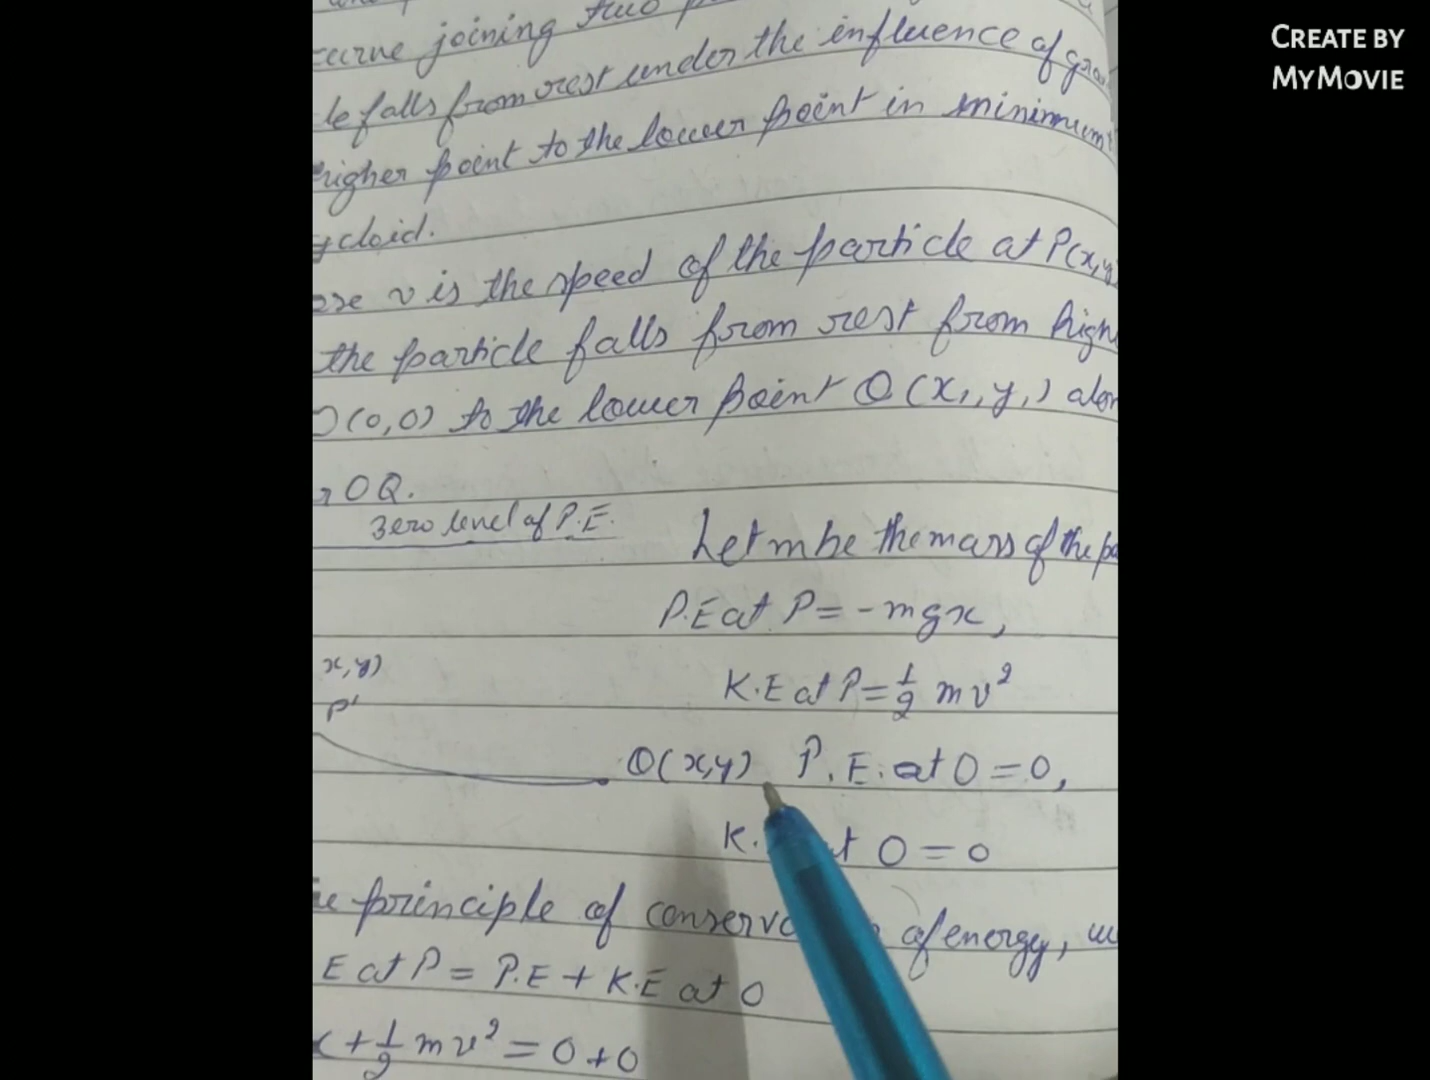 curve joining two
le falls from rest under the influence of
higher point to the lower point in minimum
ycloid.
ere v is the speed of the particle at P(x,y
the particle falls from rest from high
O(0,0) to the lower point Q (x₁, y₁) alon
OQ.
Zero level of P.E.
Let m be the mass of the pa
P.E at P = - mgx,
x,y)
P
K.E at P = 1/2 mv²
Q(x,y) P.E. at O = 0,
K. at O = 0
principle of conserva of energy, w
E at P = P.E + K.E at O
x + 1/2 mv² = 0 + 0
CREATE BY
MYMOVIE